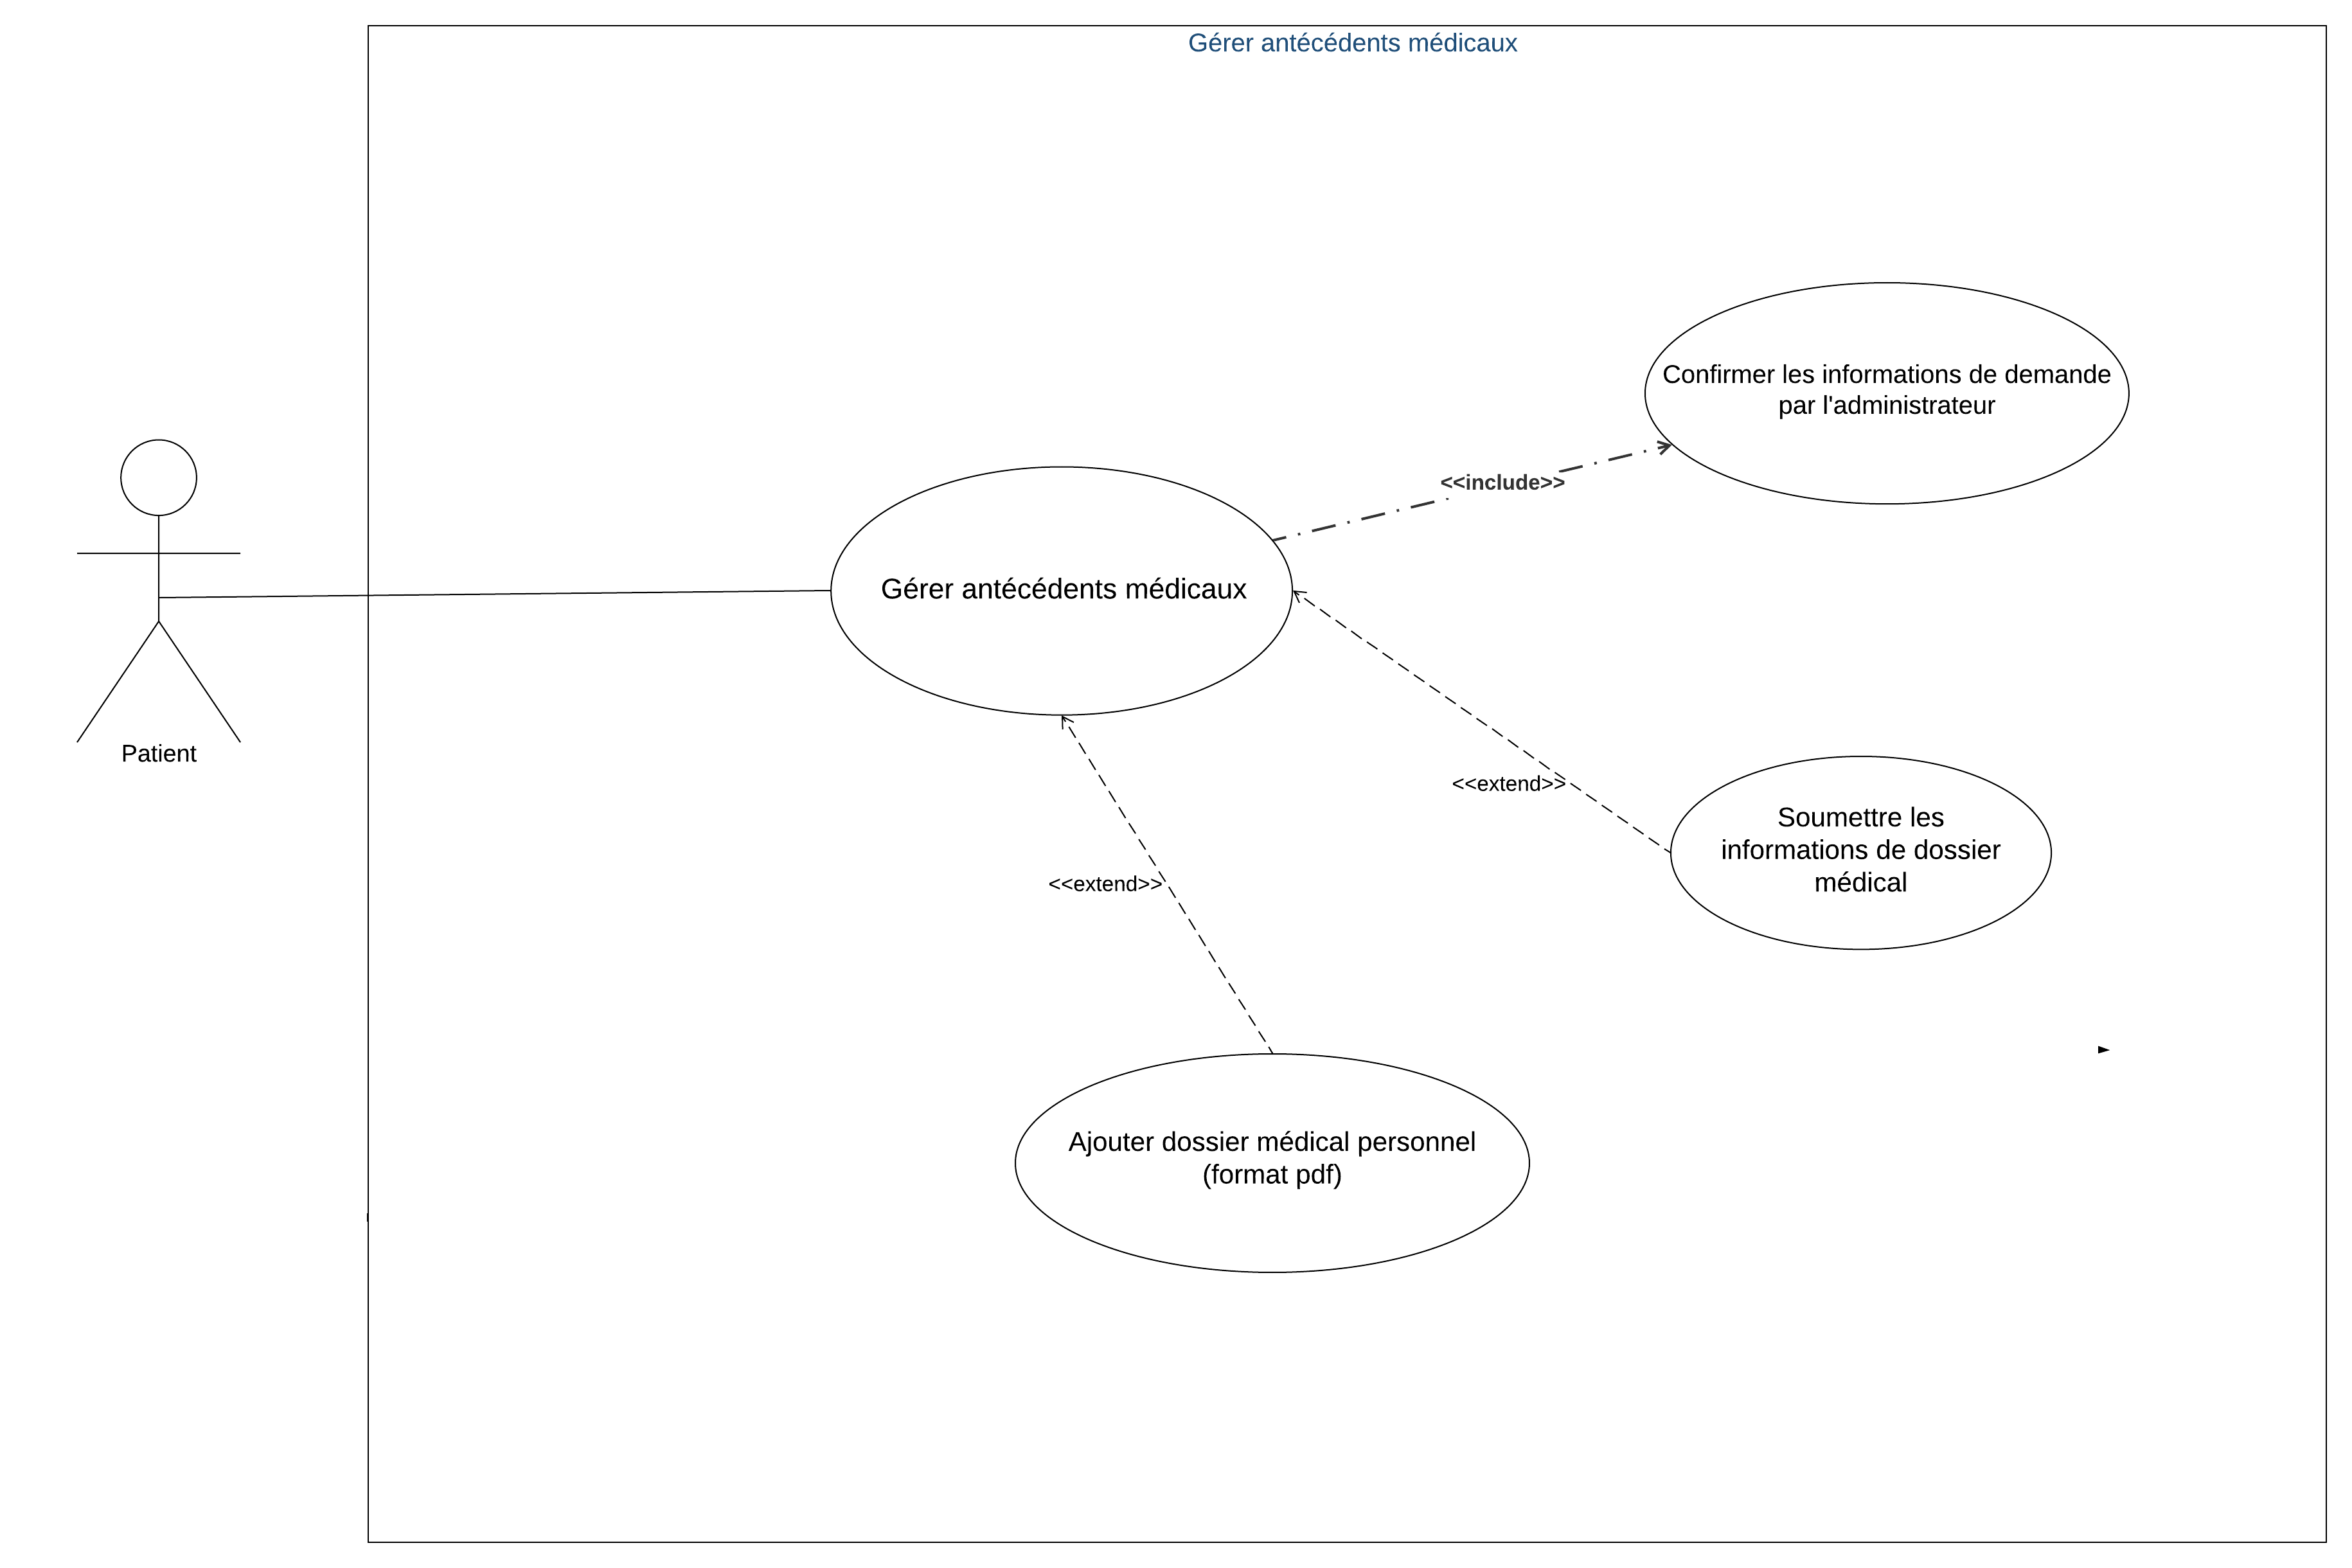 Gérer antécédents médicaux
Confirmer les informations de demande
par l'administrateur
<<include>>
Gérer antécédents médicaux
Patient
<<extend>>
Soumettre les
informations de dossier
médical
<<extend>>
Ajouter dossier médical personnel
(format pdf)